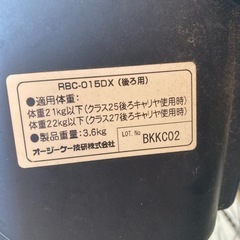 RBC-015DX (後ろ用)
●適用体重:
体重21kg以下(クラス25後ろキャリヤ使用時)
体重22kg以下(クラス27後ろキャリヤ使用時)
●製品重量:3.6kg
オージーケー技研株式会社
LOT. No
BKKC02